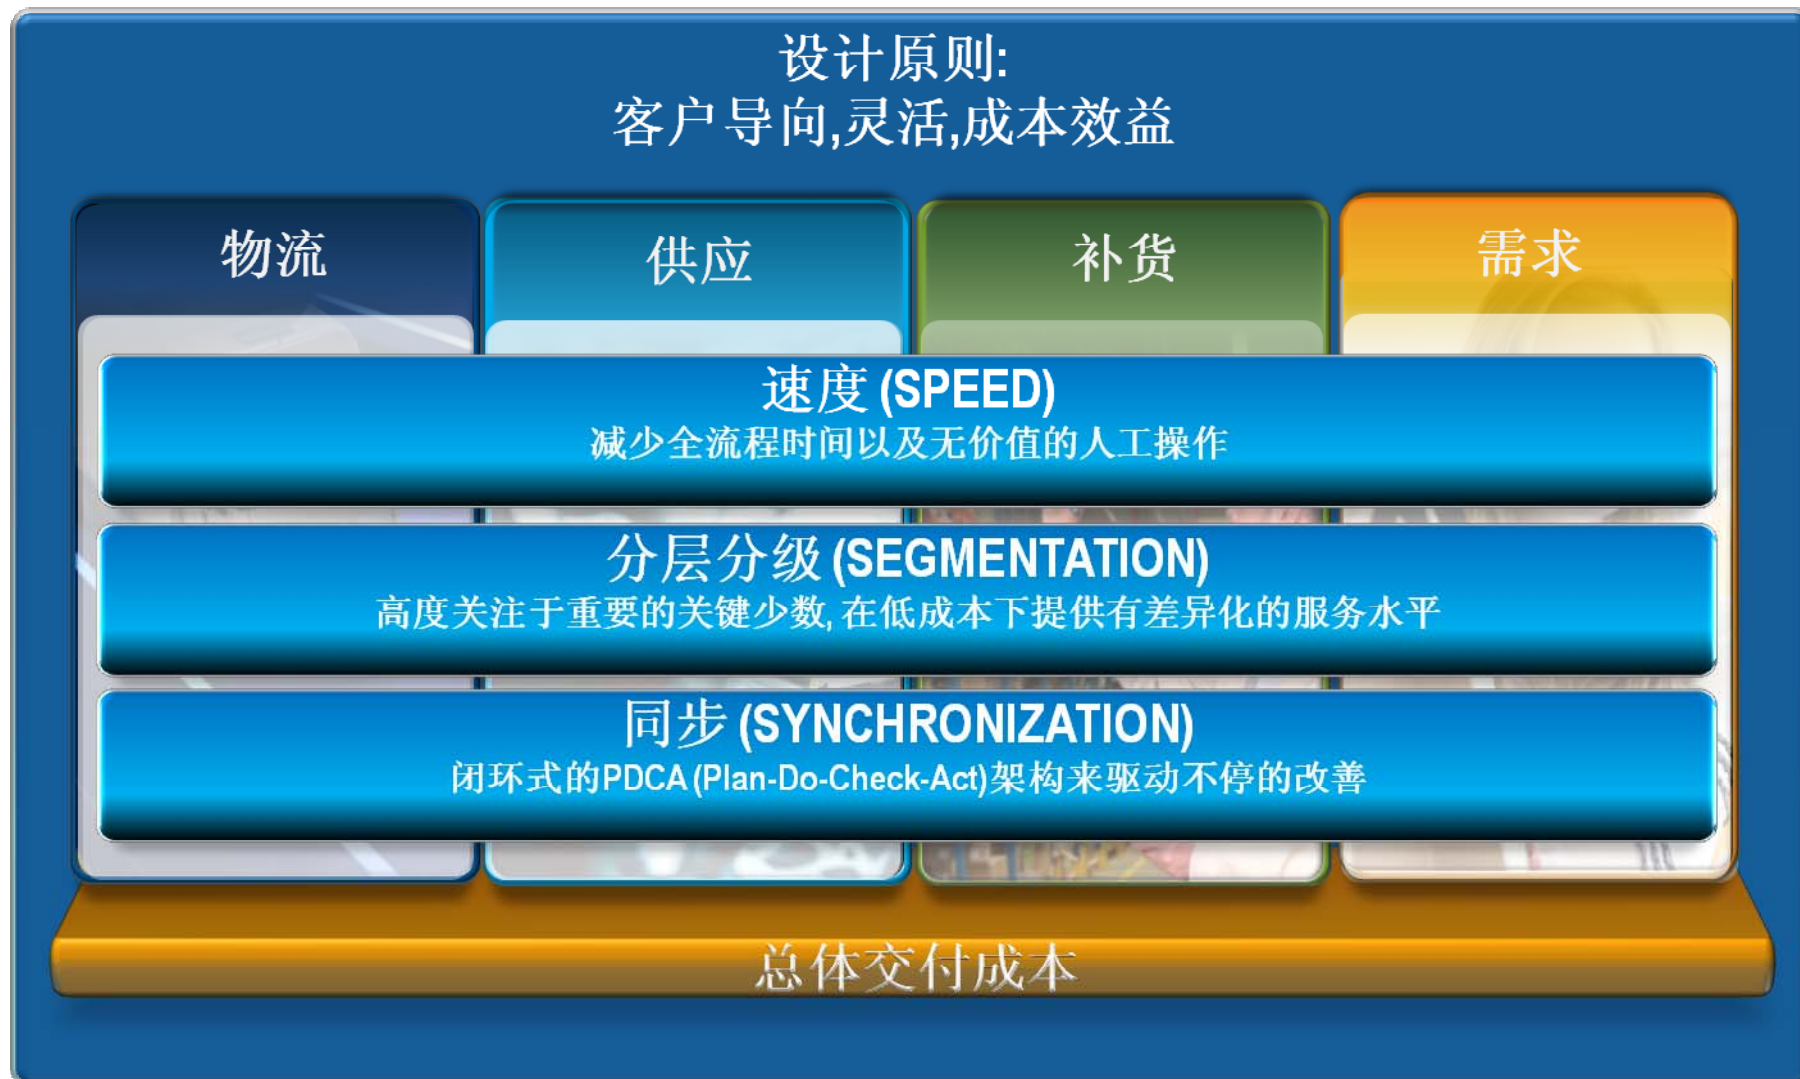 设计原则:
客户导向,灵活,成本效益
物流
供应
补货
需求
速度 (SPEED)
减少全流程时间以及无价值的人工操作
分层分级 (SEGMENTATION)
高度关注于重要的关键少数, 在低成本下提供有差异化的服务水平
同步 (SYNCHRONIZATION)
闭环式的PDCA (Plan-Do-Check-Act)架构来驱动不停的改善
总体交付成本